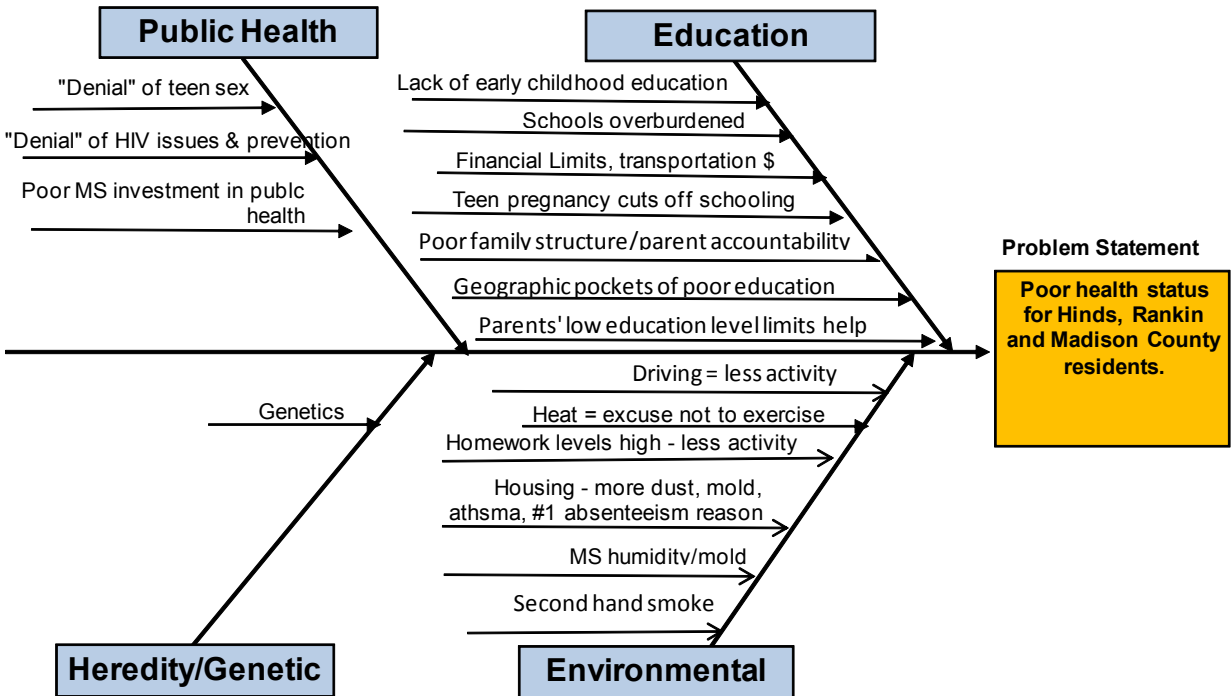 Public Health
"Denial" of teen sex
"Denial" of HIV issues & prevention
Poor MS investment in publc
health
Education
Lack of early childhood education
Schools overburdened
Financial Limits, transportation $
Teen pregnancy cuts off schooling
Poor family structure/parent accountability
Geographic pockets of poor education
Parents' low education level limits help
Problem Statement
Poor health status
for Hinds, Rankin
and Madison County
residents.
Genetics
Heredity/Genetic
Driving = less activity
Heat = excuse not to exercise
Homework levels high - less activity
Housing - more dust, mold,
athsma, #1 absenteeism reason
MS humidity/mold
Second hand smoke
Environmental